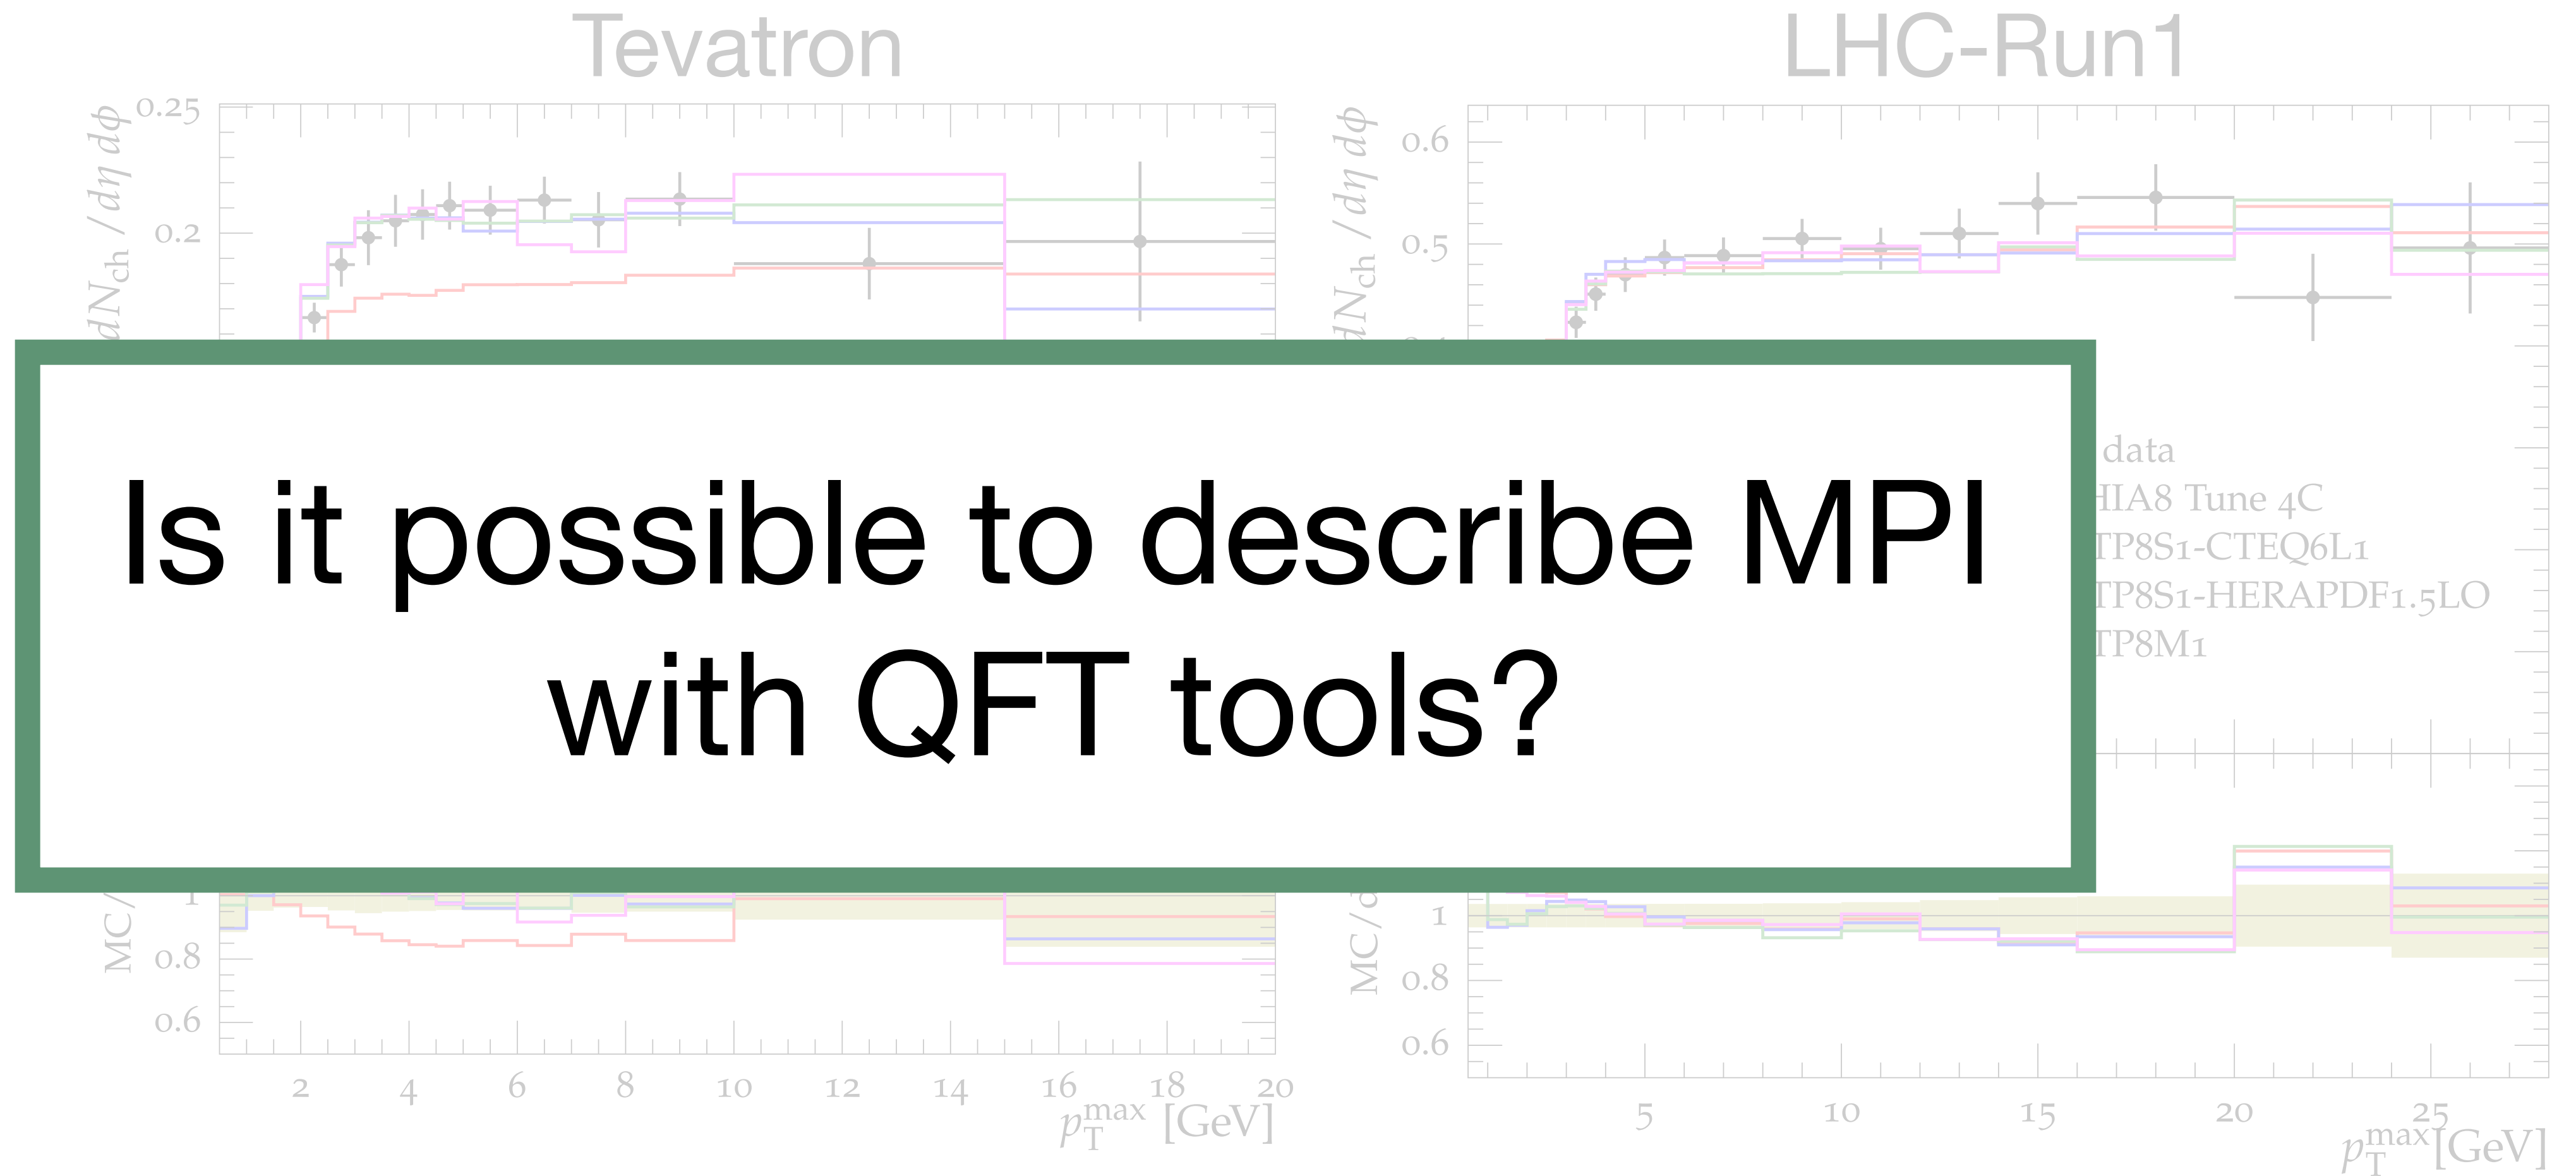 Tevatron
LHC-Run1
0.25
0.2
dN_ch / dη dϕ
0.6
0.5
dN_ch / dη dϕ
Is it possible to describe MPI
with QFT tools?
data
HIA8 Tune 4C
TP8S1-CTEQ6L1
TP8S1-HERAPDF1.5LO
TP8M1
MC/
1
0.8
0.6
2 4 6 8 10 12 14 16 18 20
p_T^max [GeV]
MC/d
1
0.8
0.6
5 10 15 20 25
p_T^max [GeV]